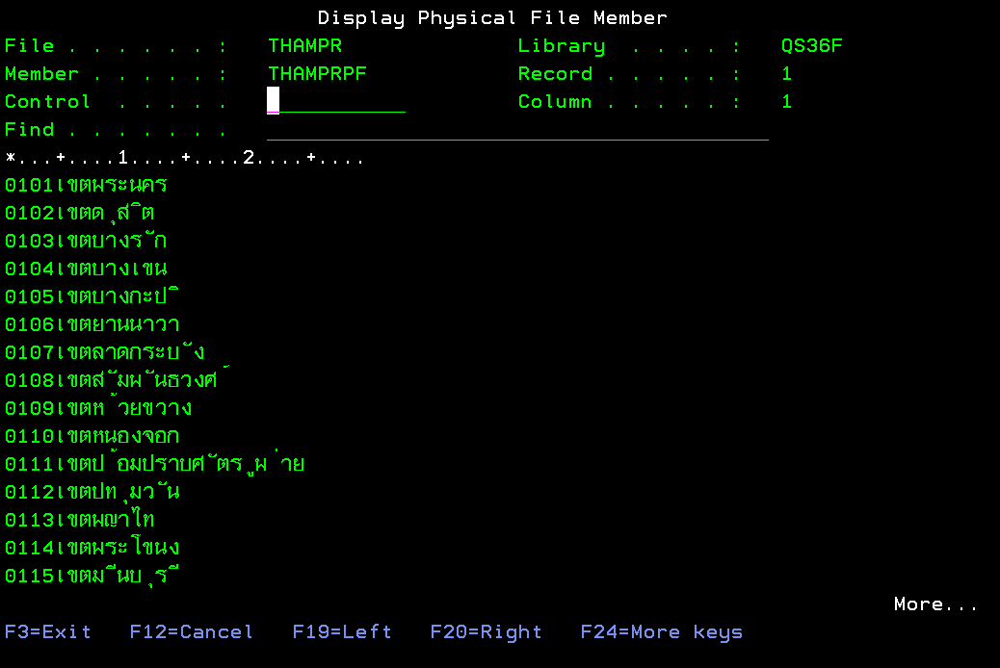 Display Physical File Member
File . . . . . . :   THAMPR              Library  . . . . :   QS36F
Member . . . . . :   THAMPRPF            Record . . . . . :   1
Control  . . . . .                       Column . . . . . :   1
Find . . . . . . .
*...+....1....+....2....+....
0101เขตพระนคร
0102เขตดุสิต
0103เขตบางรัก
0104เขตบางเขน
0105เขตบางกะปิ
0106เขตยานนาวา
0107เขตลาดกระบัง
0108เขตสัมพันธวงศ์
0109เขตห้วยขวาง
0110เขตหนองจอก
0111เขตป้อมปราบศัตรูพ่าย
0112เขตปทุมวัน
0113เขตพญาไท
0114เขตพระโขนง
0115เขตมีนบุรี
More...
F3=Exit   F12=Cancel   F19=Left   F20=Right   F24=More keys